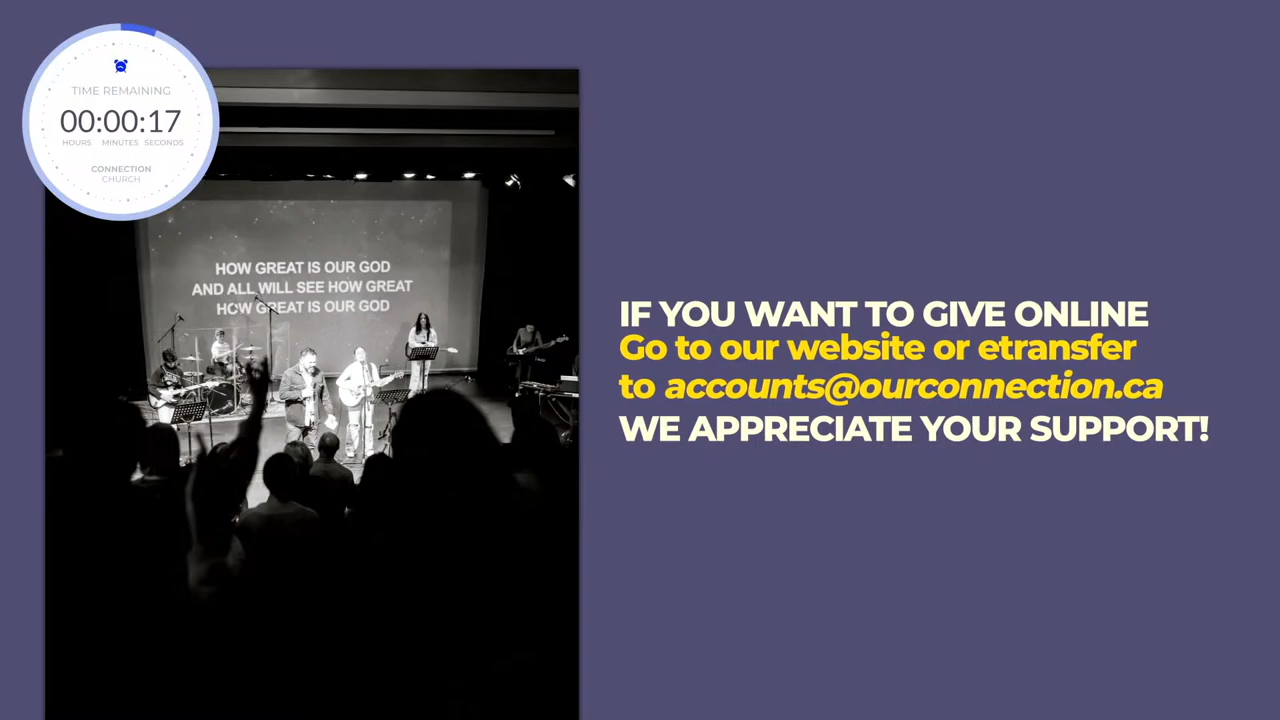 TIME REMAINING
00:00:17
HOURS MINUTES SECONDS
CONNECTION
CHURCH
HOW GREAT IS OUR GOD
AND ALL WILL SEE HOW GREAT
HOW GREAT IS OUR GOD
IF YOU WANT TO GIVE ONLINE
Go to our website or etransfer
to accounts@ourconnection.ca
WE APPRECIATE YOUR SUPPORT!